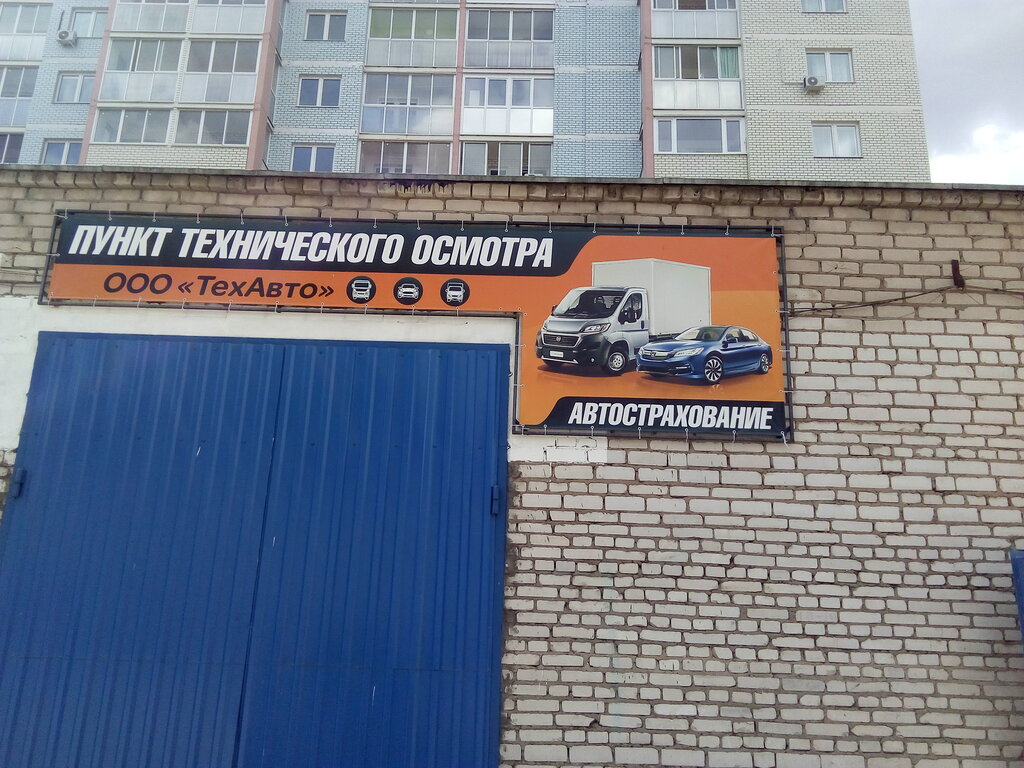 ПУНКТ ТЕХНИЧЕСКОГО ОСМОТРА
ООО «ТехАвто»
АВТОСТРАХОВАНИЕ